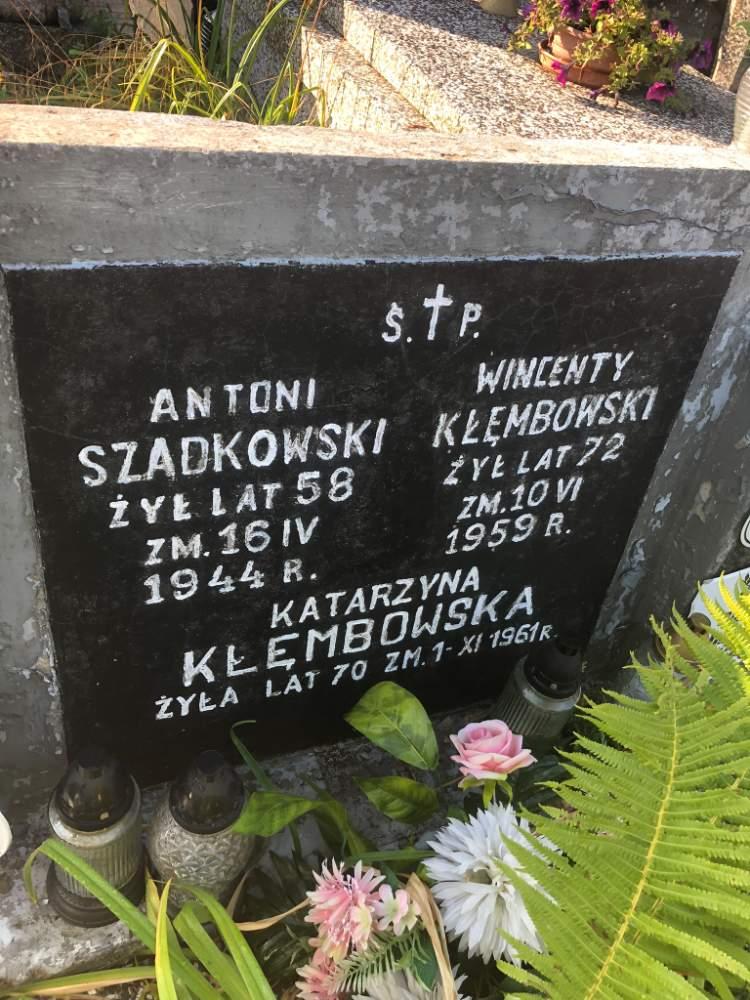 Ś. † P.
ANTONI
SZADKOWSKI
ŻYŁ LAT 58
ZM. 16 IV
1944 R.
WINCENTY
KŁĘMBOWSKI
ŻYŁ LAT 72
ZM. 10 VI
1959 R.
KATARZYNA
KŁĘMBOWSKA
ŻYŁA LAT 70 ZM. 1 - XI 1961 R.